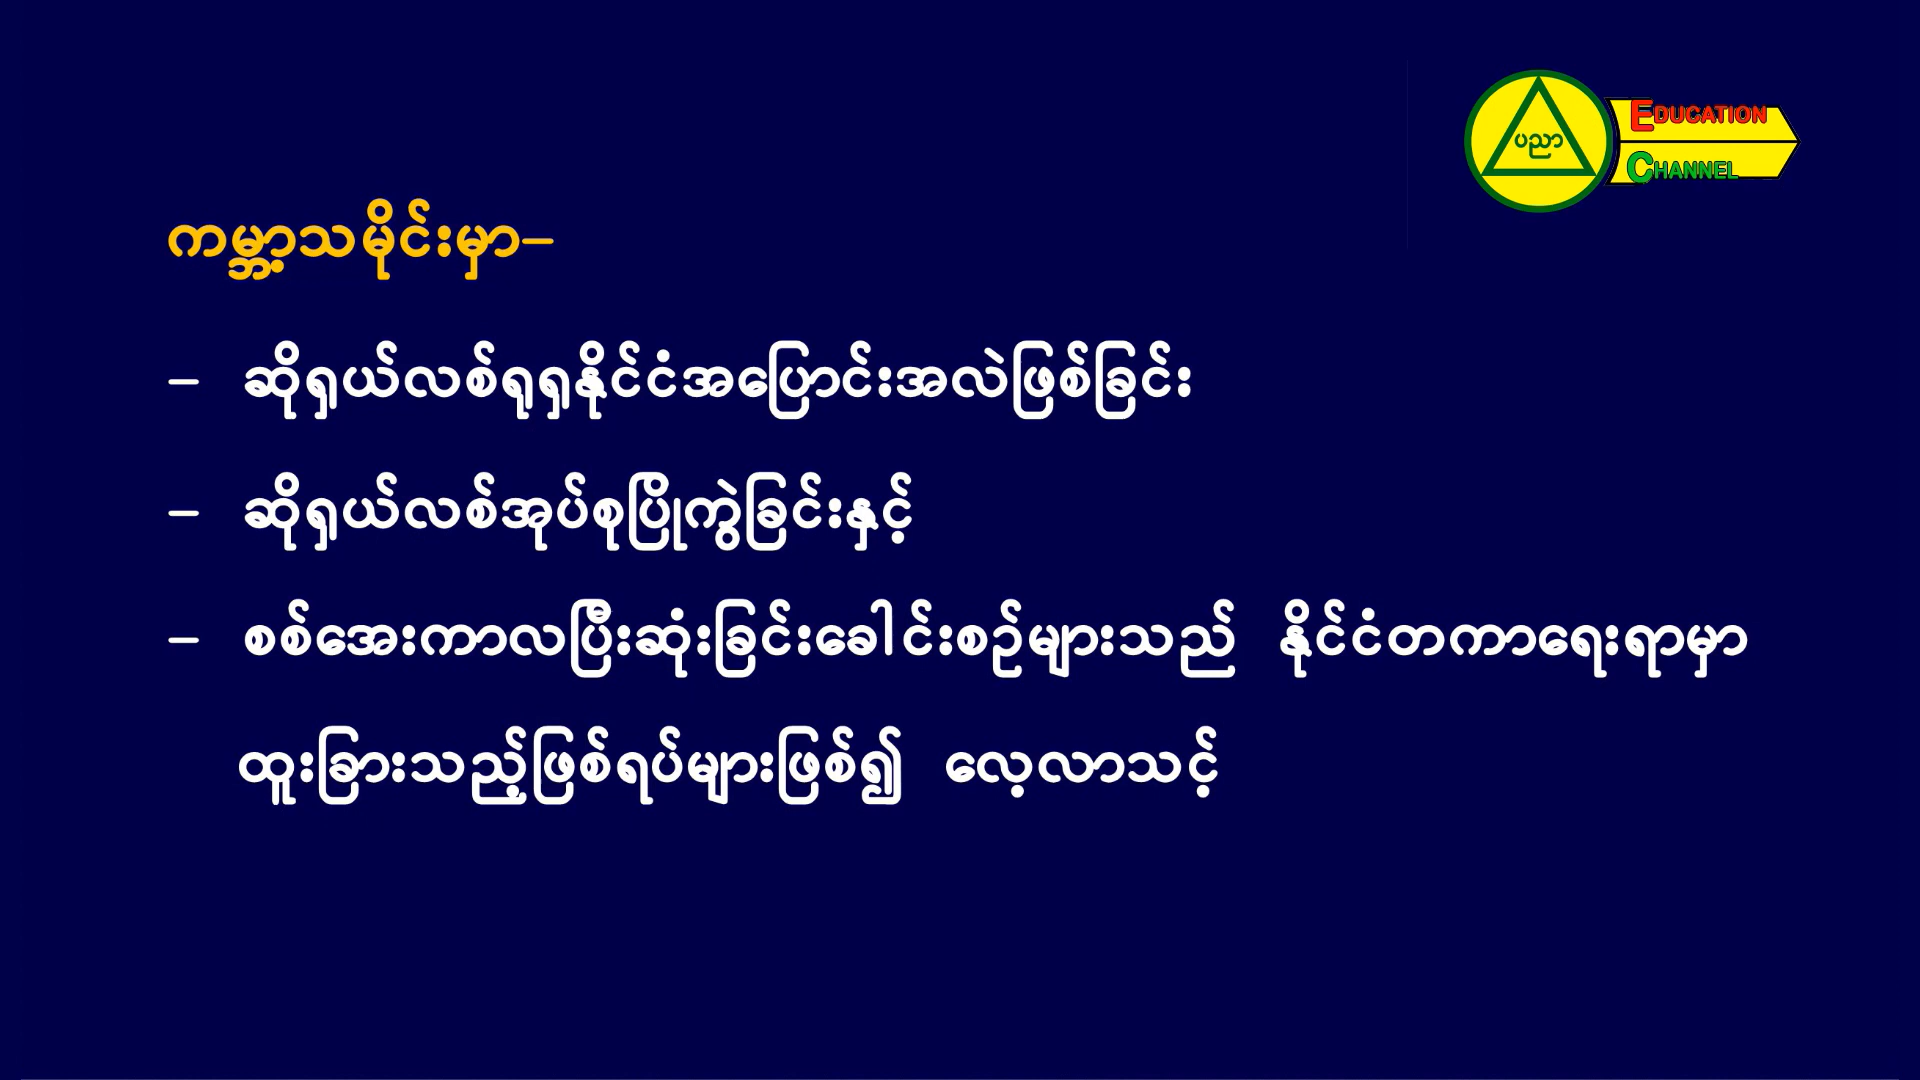 ပညာ
EDUCATION
CHANNEL
ကမ္ဘာ့သမိုင်းမှာ–
– ဆိုရှယ်လစ်ရုရှနိုင်ငံအပြောင်းအလဲဖြစ်ခြင်း
– ဆိုရှယ်လစ်အုပ်စုပြိုကွဲခြင်းနှင့်
– စစ်အေးကာလပြီးဆုံးခြင်းခေါင်းစဉ်များသည် နိုင်ငံတကာရေးရာမှာ
ထူးခြားသည့်ဖြစ်ရပ်များဖြစ်၍ လေ့လာသင့်